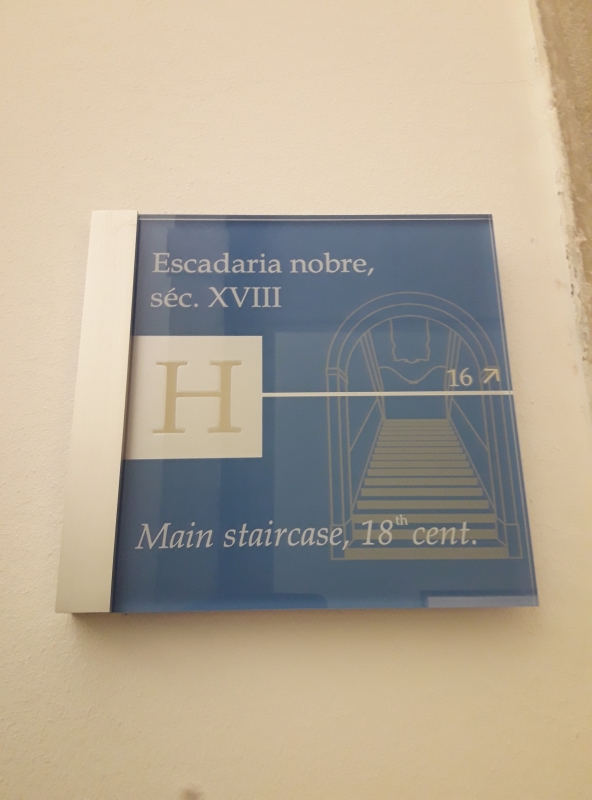 Escadaria nobre,
séc. XVIII
H
16 ↗
Main staircase, 18th cent.